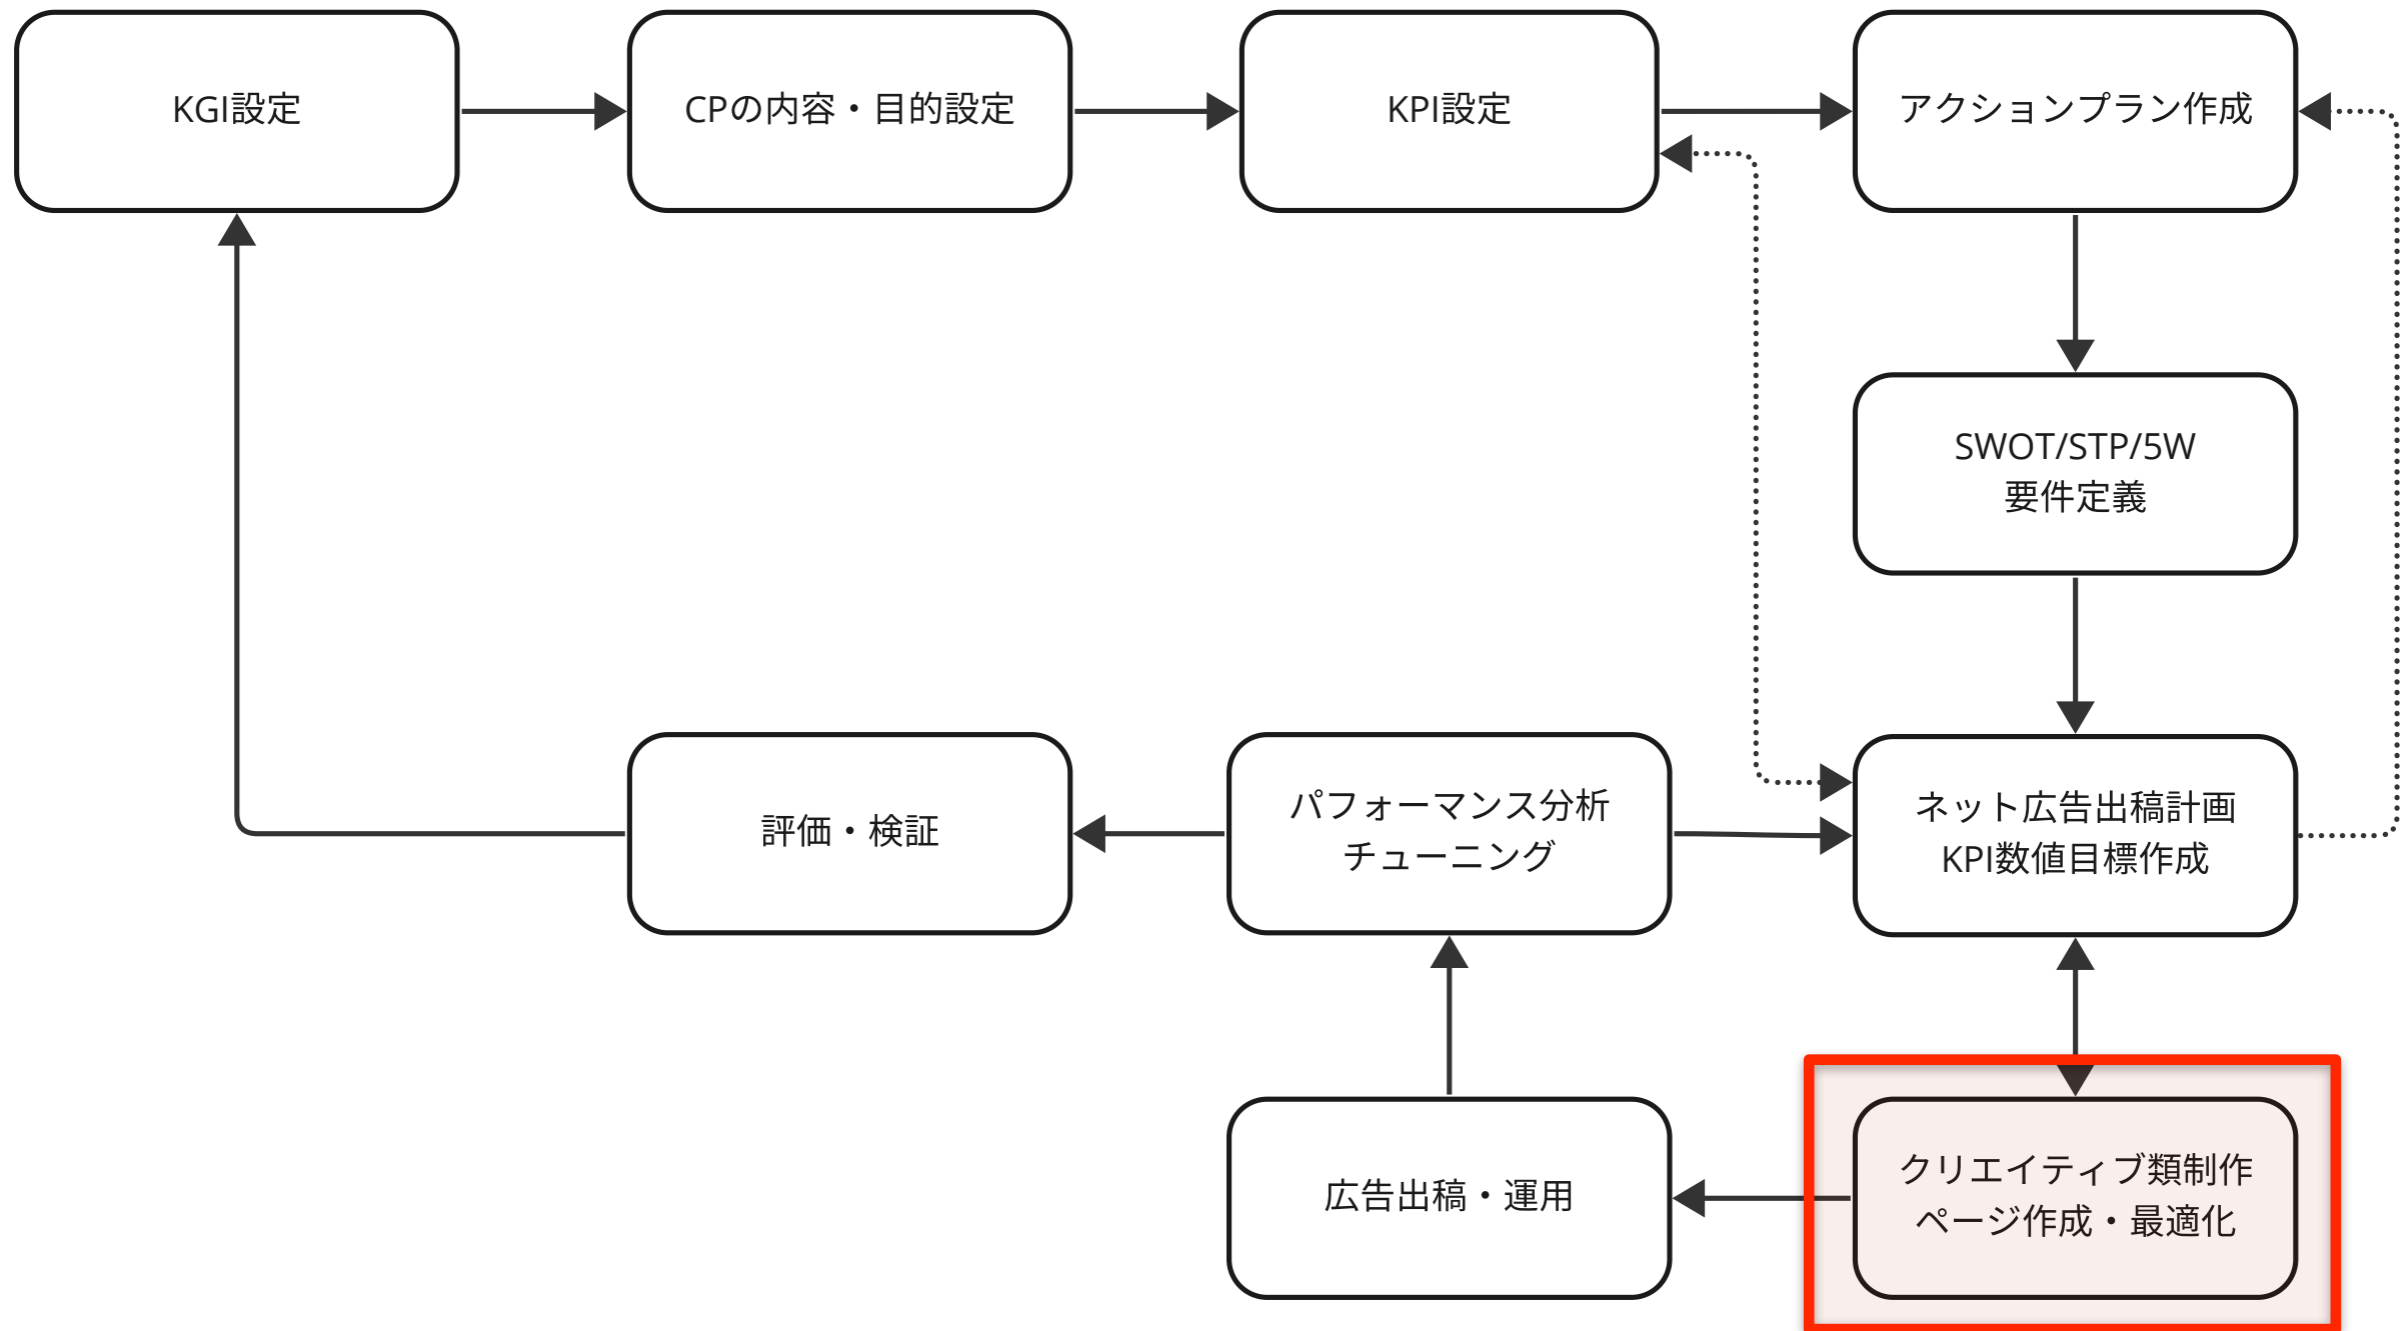 KGI設定
CPの内容・目的設定
KPI設定
アクションプラン作成
SWOT/STP/5W
要件定義
評価・検証
パフォーマンス分析
チューニング
ネット広告出稿計画
KPI数値目標作成
広告出稿・運用
クリエイティブ類制作
ページ作成・最適化